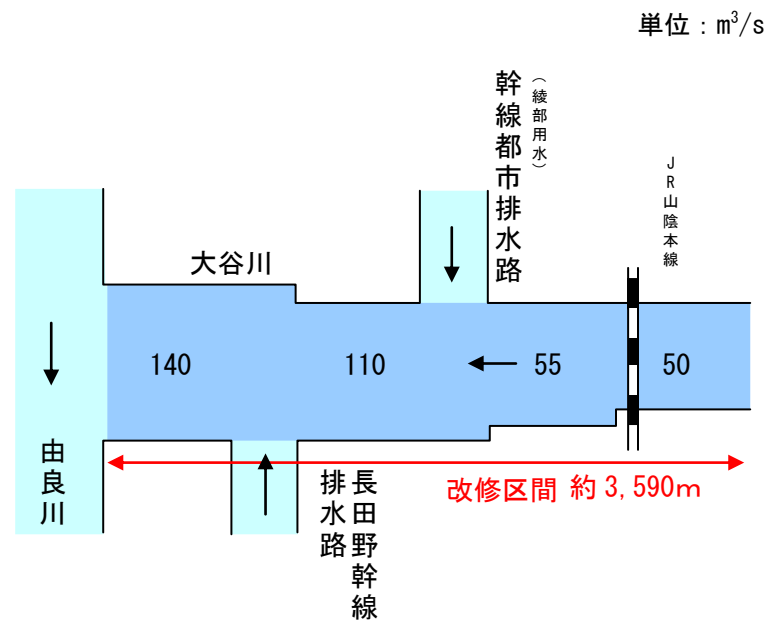 単位：m³/s
幹線都市排水路
（綾部用水）
JR山陰本線
大谷川
140
110
55
50
由良川
改修区間 約3,590m
長田野幹線
排水路